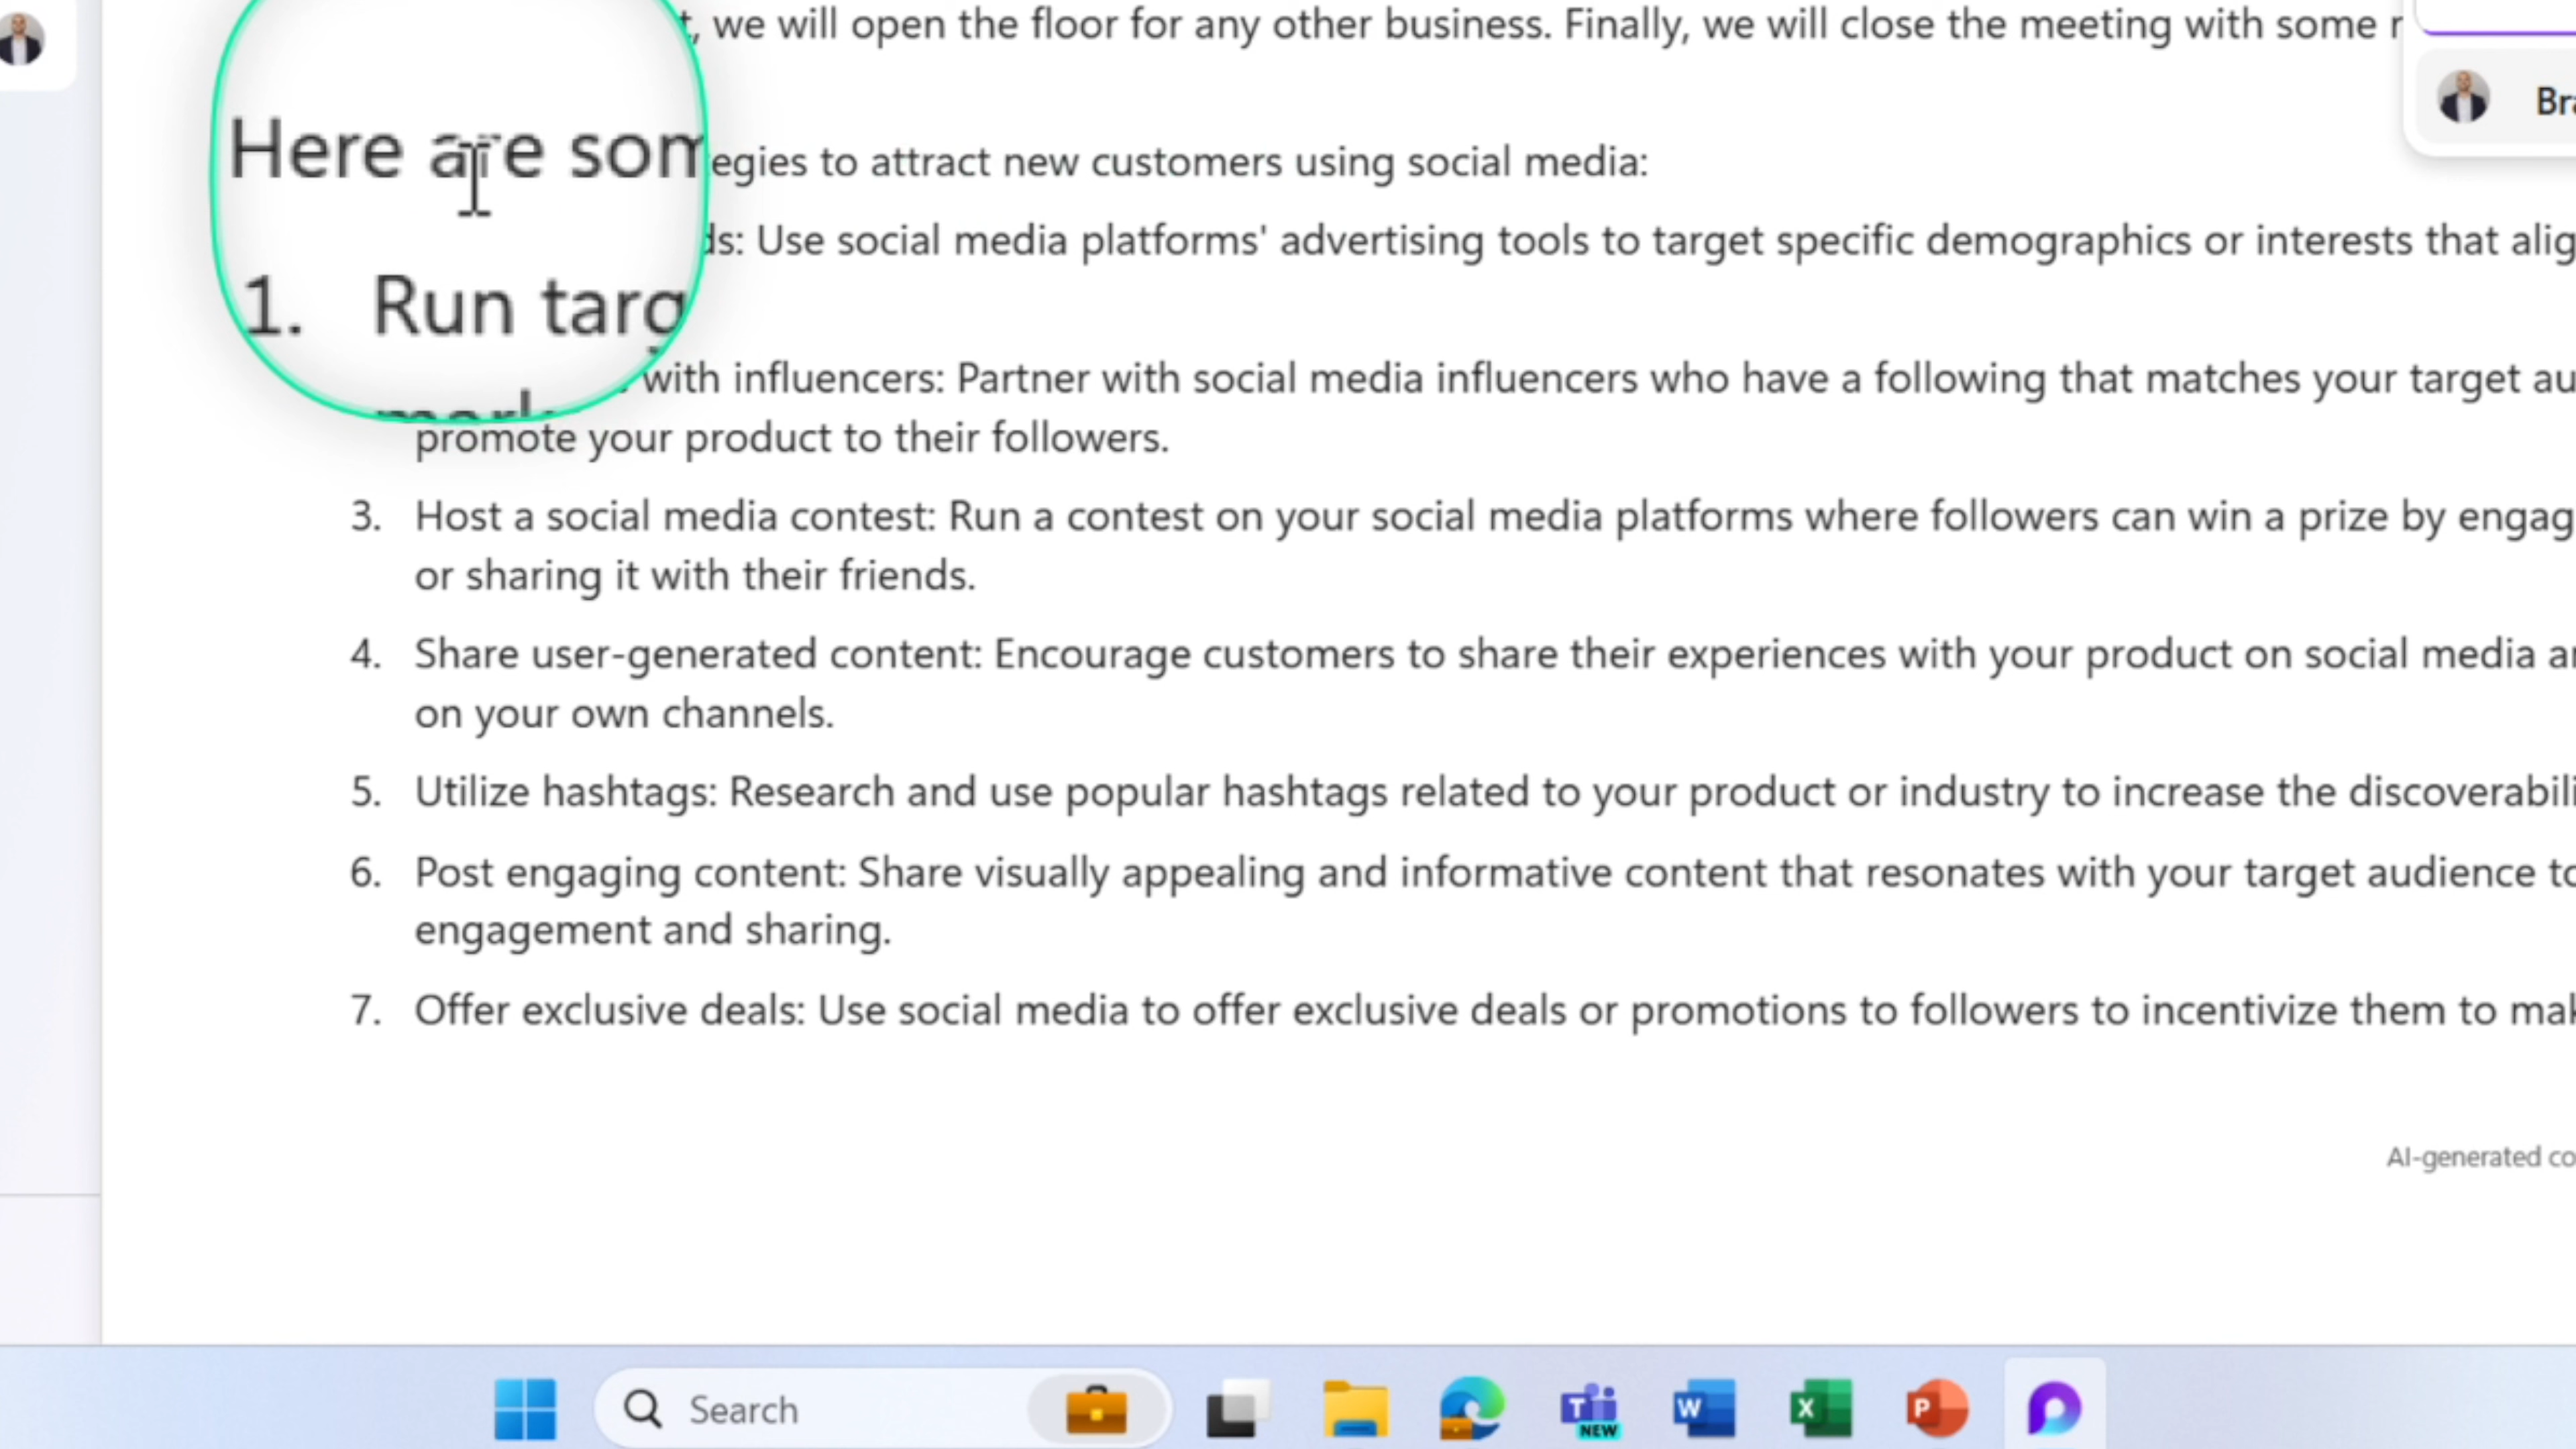 , we will open the floor for any other business. Finally, we will close the meeting with some
Here are som egies to attract new customers using social media:
1. Run targ ds: Use social media platforms' advertising tools to target specific demographics or interests that alig
with influencers: Partner with social media influencers who have a following that matches your target au
promote your product to their followers.
3. Host a social media contest: Run a contest on your social media platforms where followers can win a prize by engag
or sharing it with their friends.
4. Share user-generated content: Encourage customers to share their experiences with your product on social media
on your own channels.
5. Utilize hashtags: Research and use popular hashtags related to your product or industry to increase the discoverabili
6. Post engaging content: Share visually appealing and informative content that resonates with your target audience to
engagement and sharing.
7. Offer exclusive deals: Use social media to offer exclusive deals or promotions to followers to incentivize them to mak
Bra
AI-generated co
Search
T NEW
W
X
P